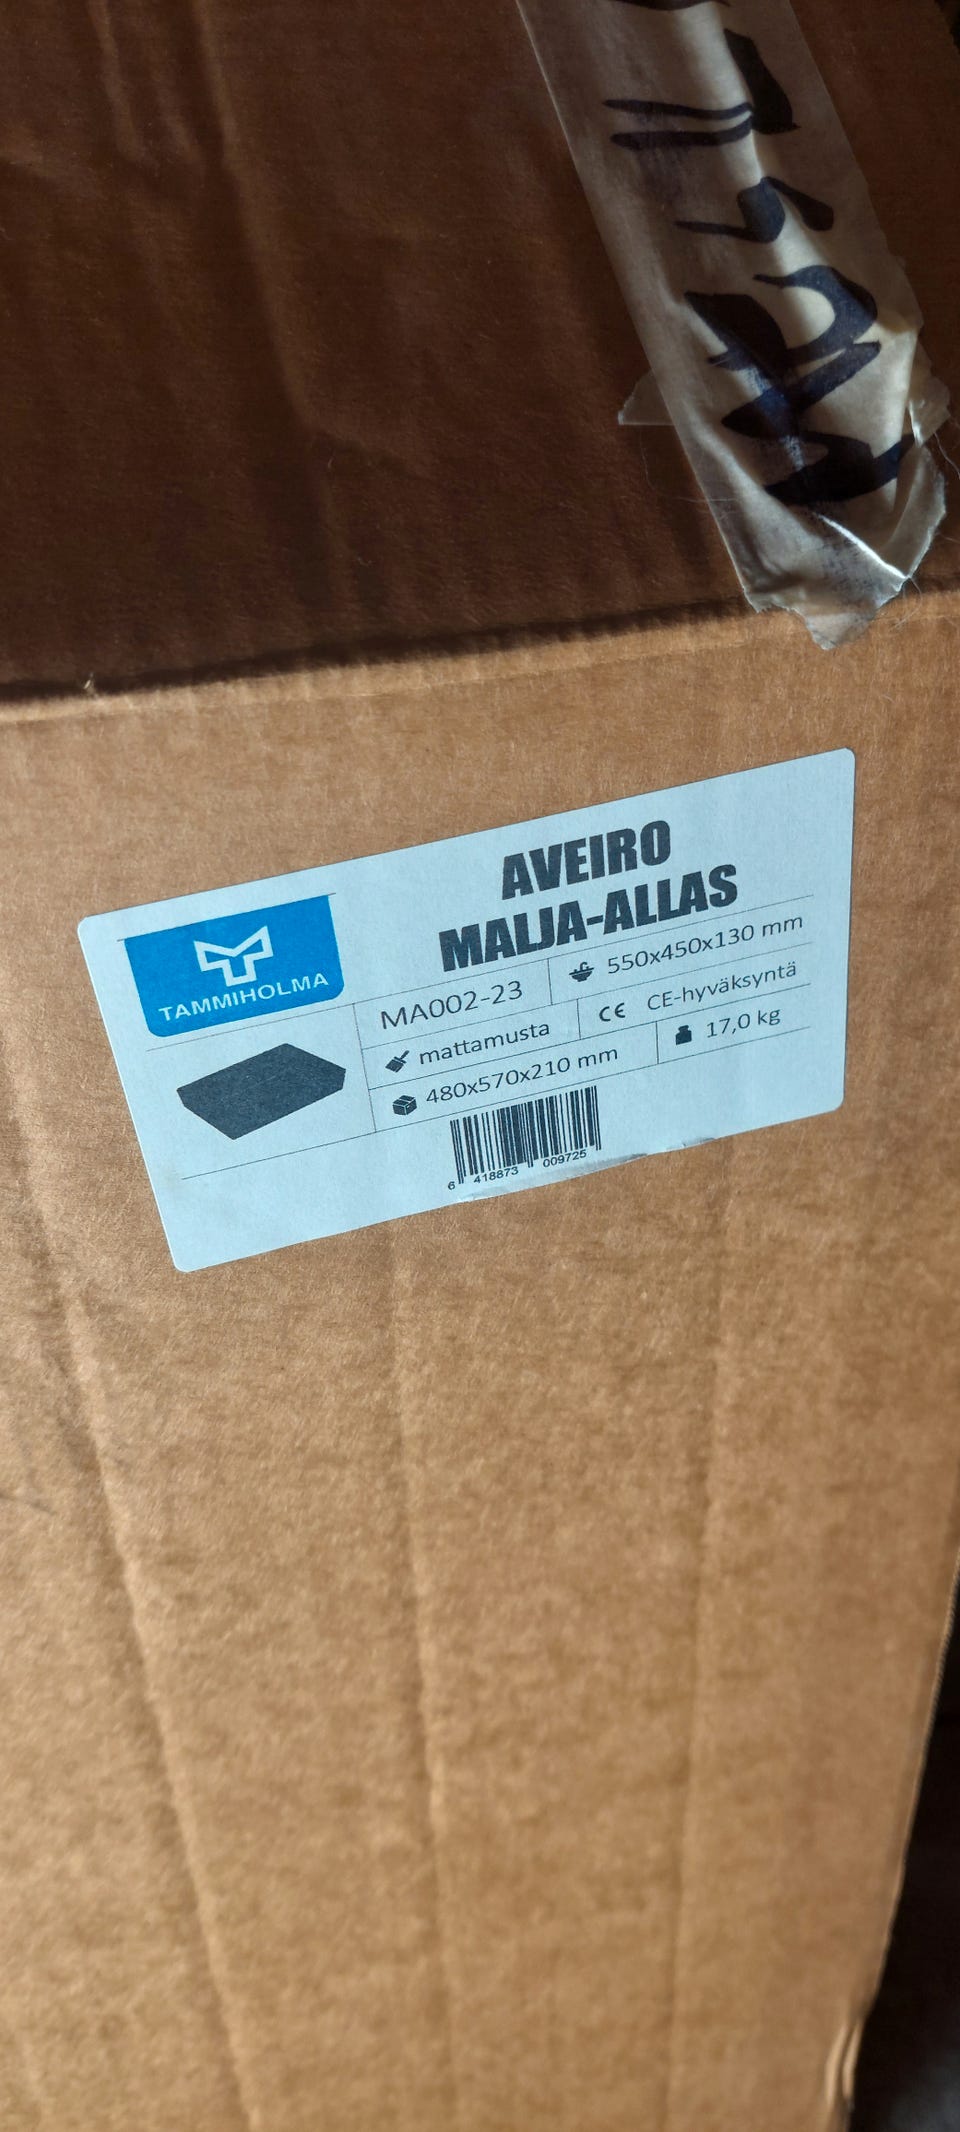 AVEIRO
MALJA-ALLAS
TAMMIHOLMA
MA002-23
550x450x130 mm
mattamusta
CE CE-hyväksyntä
480x570x210 mm
17,0 kg
6 418873 009725